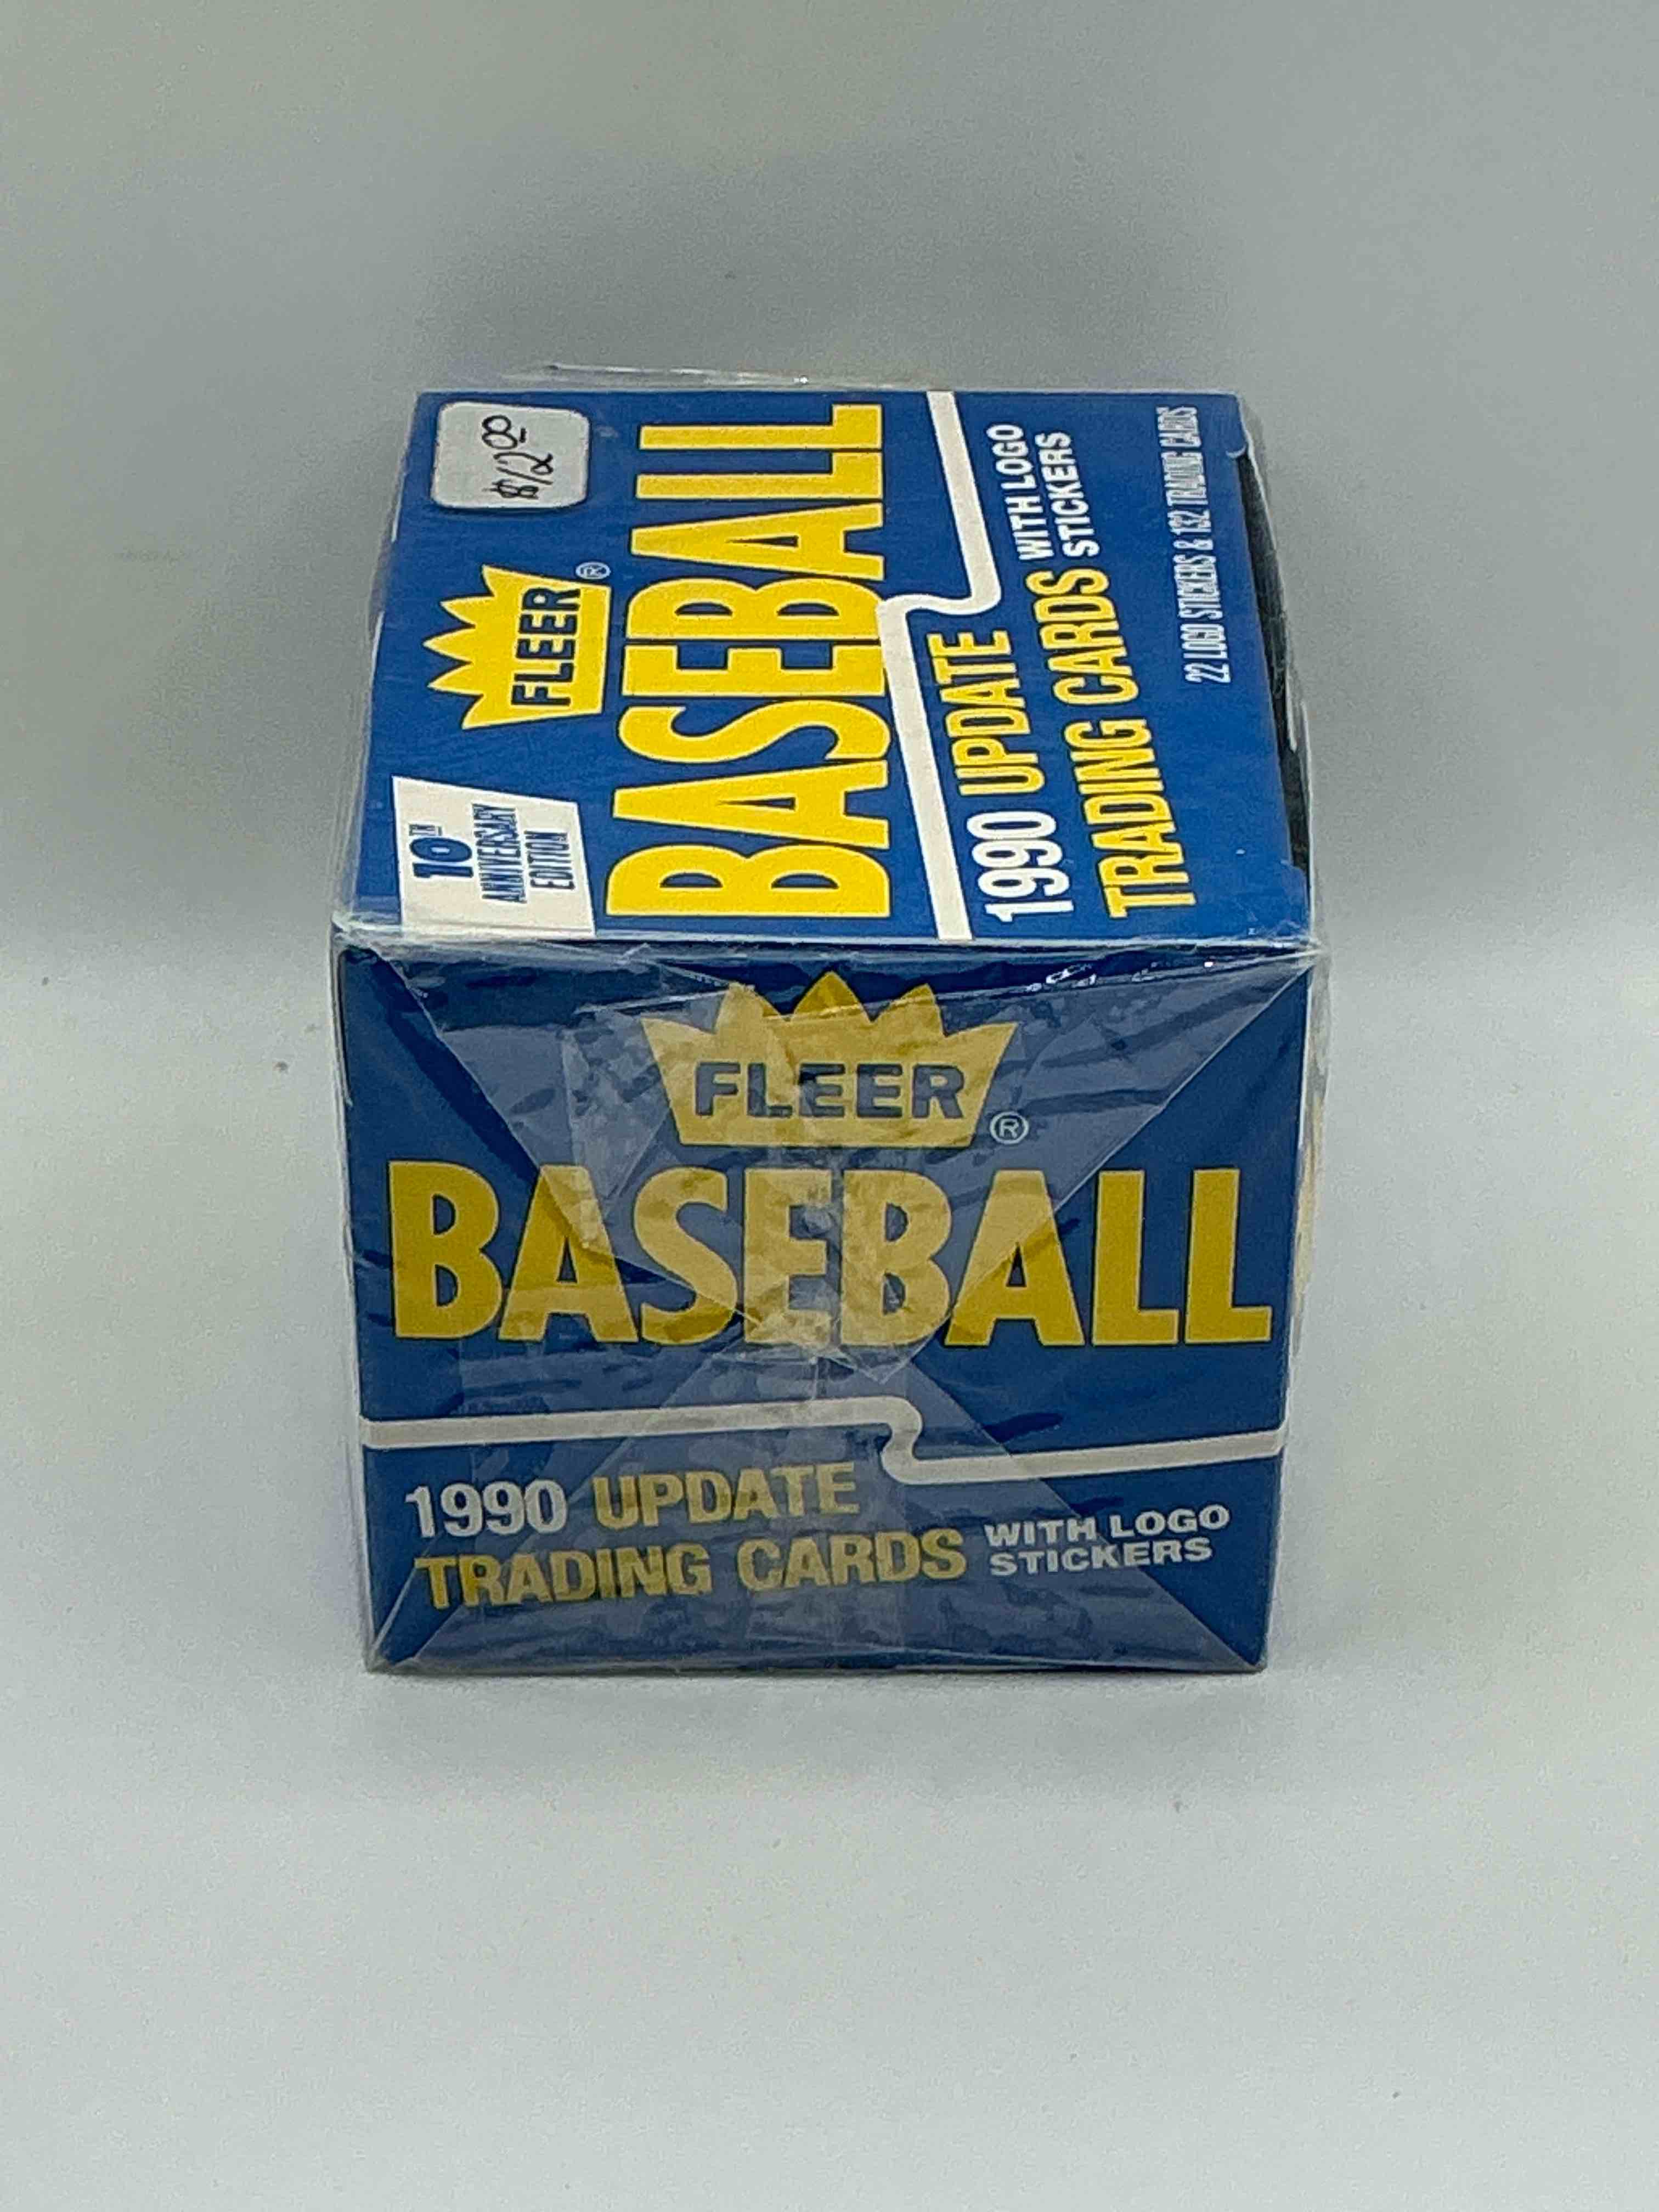 $12.00
10TH
ANNIVERSARY
EDITION
FLEER®
BASEBALL
1990 UPDATE
TRADING CARDS
WITH LOGO
STICKERS
22 LOGO STICKERS & 132 TRADING CARDS
FLEER®
BASEBALL
1990 UPDATE
TRADING CARDS
WITH LOGO
STICKERS